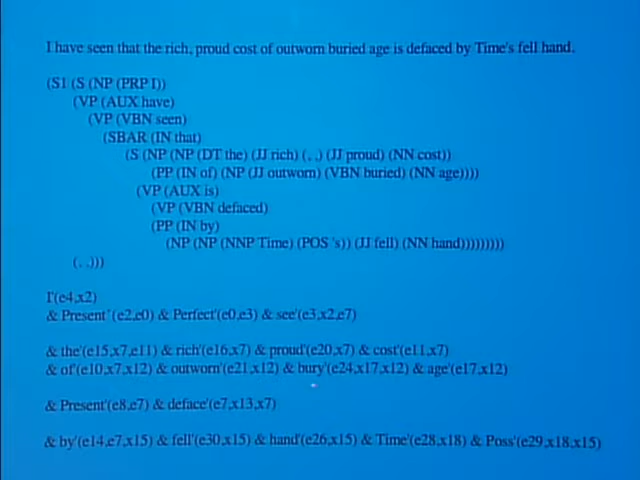 I have seen that the rich, proud cost of outworn buried age is defaced by Time's fell hand.
(S1 (S (NP (PRP I))
(VP (AUX have)
(VP (VBN seen)
(SBAR (IN that)
(S (NP (NP (DT the) (JJ rich) (, ,) (JJ proud) (NN cost))
(PP (IN of) (NP (JJ outworn) (VBN buried) (NN age))))
(VP (AUX is)
(VP (VBN defaced)
(PP (IN by)
(NP (NP (NNP Time) (POS 's)) (JJ fell) (NN hand)))))))))
(. .)))
I'(e4,x2)
& Present'(e2,e0) & Perfect'(e0,e3) & see'(e3,x2,e7)
& the'(e15,x7,e11) & rich'(e16,x7) & proud'(e20,x7) & cost'(e11,x7)
& of'(e10,x7,x12) & outworn'(e21,x12) & bury'(e24,x17,x12) & age'(e17,x12)
& Present'(e8,e7) & deface'(e7,x13,x7)
& by'(e14,e7,x15) & fell'(e30,x15) & hand'(e26,x15) & Time'(e28,x18) & Poss'(e29,x18,x15)